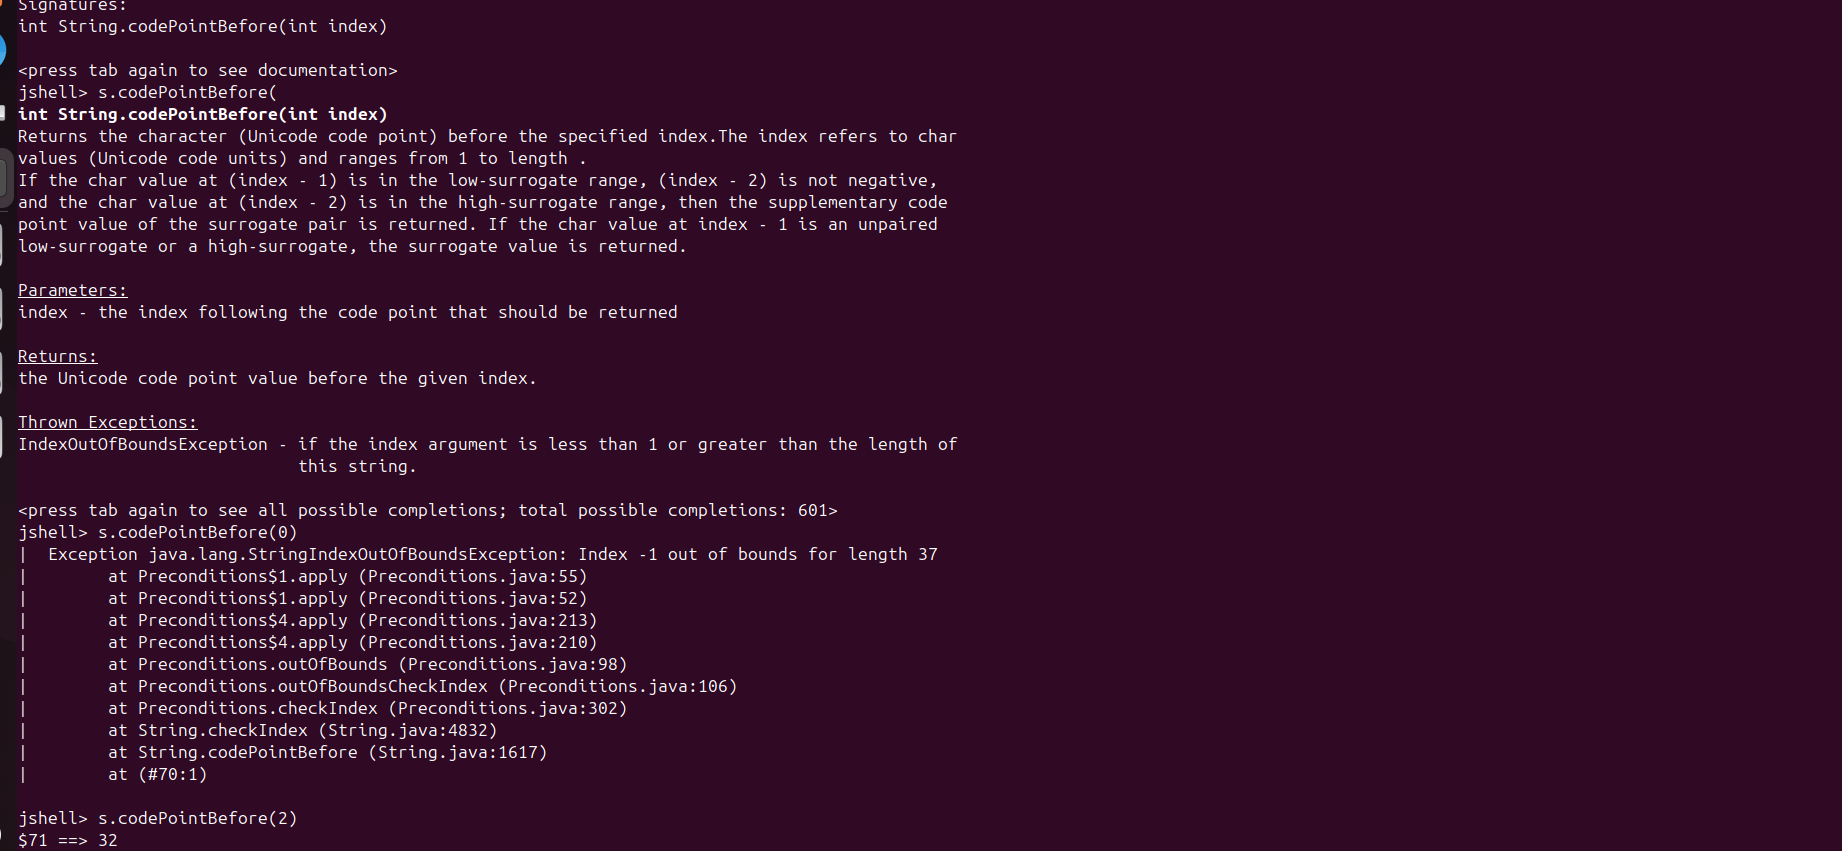 Signatures:
int String.codePointBefore(int index)
<press tab again to see documentation>
jshell> s.codePointBefore(
int String.codePointBefore(int index)
Returns the character (Unicode code point) before the specified index.The index refers to char
values (Unicode code units) and ranges from 1 to length .
If the char value at (index - 1) is in the low-surrogate range, (index - 2) is not negative,
and the char value at (index - 2) is in the high-surrogate range, then the supplementary code
point value of the surrogate pair is returned. If the char value at index - 1 is an unpaired
low-surrogate or a high-surrogate, the surrogate value is returned.
Parameters:
index - the index following the code point that should be returned
Returns:
the Unicode code point value before the given index.
Thrown Exceptions:
IndexOutOfBoundsException - if the index argument is less than 1 or greater than the length of
this string.
<press tab again to see all possible completions; total possible completions: 601>
jshell> s.codePointBefore(0)
|  Exception java.lang.StringIndexOutOfBoundsException: Index -1 out of bounds for length 37
|        at Preconditions$1.apply (Preconditions.java:55)
|        at Preconditions$1.apply (Preconditions.java:52)
|        at Preconditions$4.apply (Preconditions.java:213)
|        at Preconditions$4.apply (Preconditions.java:210)
|        at Preconditions.outOfBounds (Preconditions.java:98)
|        at Preconditions.outOfBoundsCheckIndex (Preconditions.java:106)
|        at Preconditions.checkIndex (Preconditions.java:302)
|        at String.checkIndex (String.java:4832)
|        at String.codePointBefore (String.java:1617)
|        at (#70:1)
jshell> s.codePointBefore(2)
$71 ==> 32